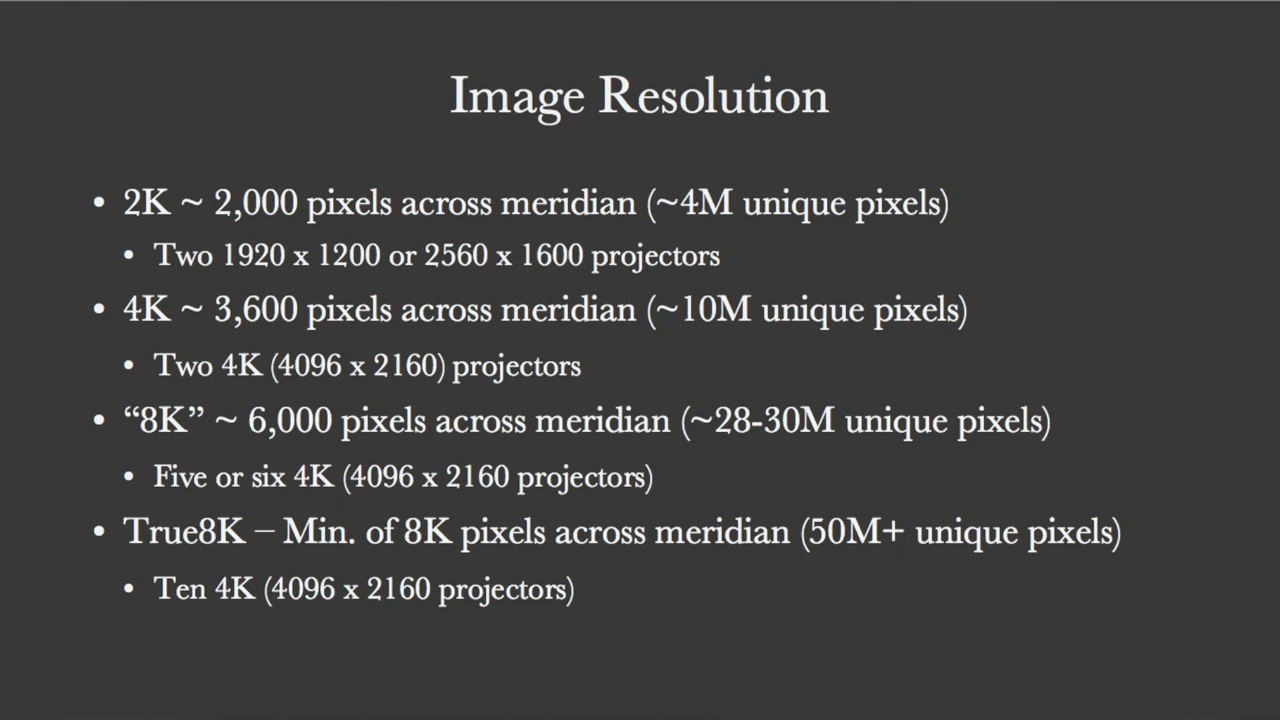 Image Resolution
• 2K ~ 2,000 pixels across meridian (~4M unique pixels)
• Two 1920 x 1200 or 2560 x 1600 projectors
• 4K ~ 3,600 pixels across meridian (~10M unique pixels)
• Two 4K (4096 x 2160) projectors
• “8K” ~ 6,000 pixels across meridian (~28-30M unique pixels)
• Five or six 4K (4096 x 2160 projectors)
• True8K – Min. of 8K pixels across meridian (50M+ unique pixels)
• Ten 4K (4096 x 2160 projectors)